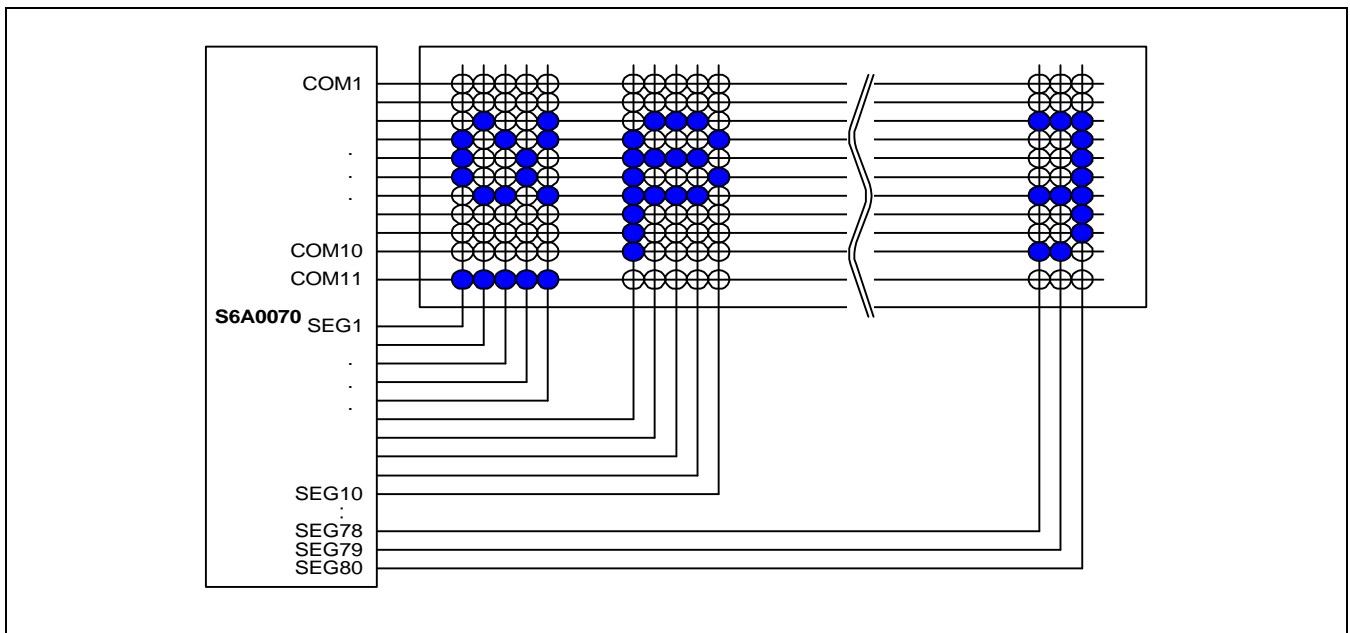 COM1
.
.
.
COM10
COM11
S6A0070 SEG1
.
.
.
SEG10
:
SEG78
SEG79
SEG80